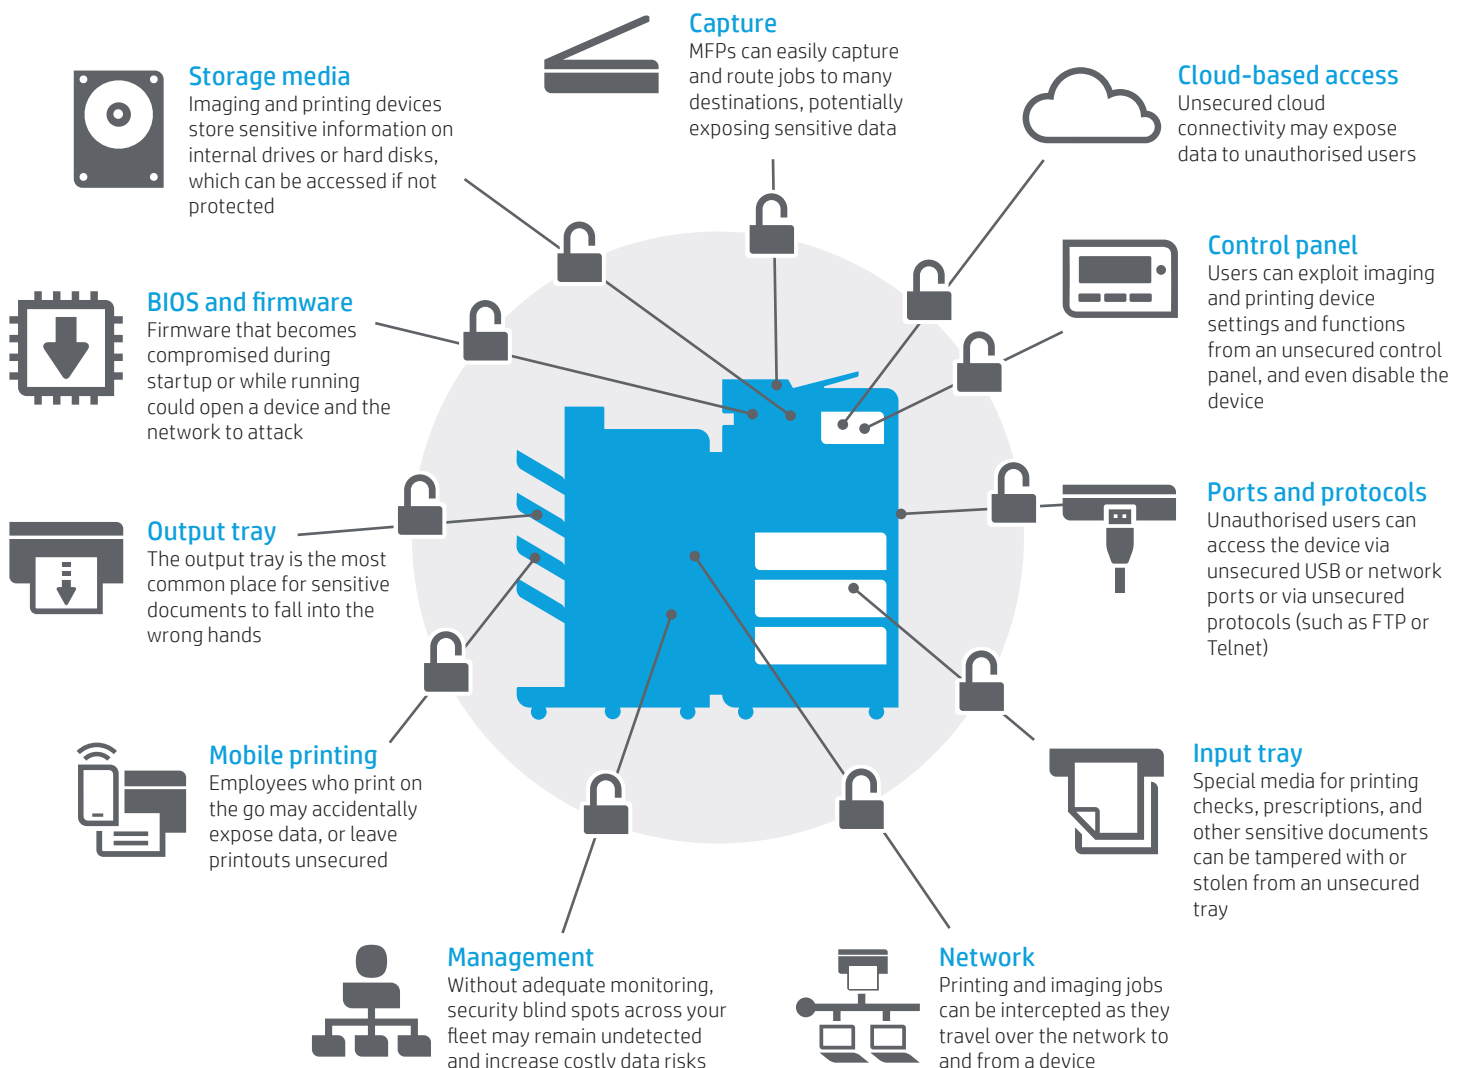 Capture
MFPs can easily capture
and route jobs to many
destinations, potentially
exposing sensitive data
Storage media
Imaging and printing devices
store sensitive information on
internal drives or hard disks,
which can be accessed if not
protected
Cloud-based access
Unsecured cloud
connectivity may expose
data to unauthorised users
Control panel
Users can exploit imaging
and printing device
settings and functions
from an unsecured control
panel, and even disable the
device
BIOS and firmware
Firmware that becomes
compromised during
startup or while running
could open a device and the
network to attack
Ports and protocols
Unauthorised users can
access the device via
unsecured USB or network
ports or via unsecured
protocols (such as FTP or
Telnet)
Output tray
The output tray is the most
common place for sensitive
documents to fall into the
wrong hands
Mobile printing
Employees who print on
the go may accidentally
expose data, or leave
printouts unsecured
Input tray
Special media for printing
checks, prescriptions, and
other sensitive documents
can be tampered with or
stolen from an unsecured
tray
Management
Without adequate monitoring,
security blind spots across your
fleet may remain undetected
and increase costly data risks
Network
Printing and imaging jobs
can be intercepted as they
travel over the network to
and from a device